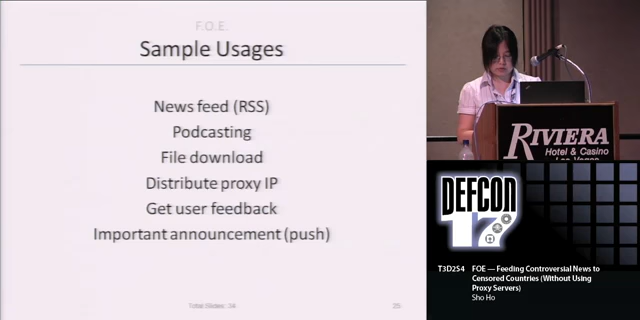 F.O.E.
Sample Usages
News feed (RSS)
Podcasting
File download
Distribute proxy IP
Get user feedback
Important announcement (push)
Total Slides: 34
25
RIVIERA
Hotel & Casino
Las Vegas
DEFCON
17
T3D2S4 FOE — Feeding Controversial News to
Censored Countries (Without Using
Proxy Servers)
Sho Ho